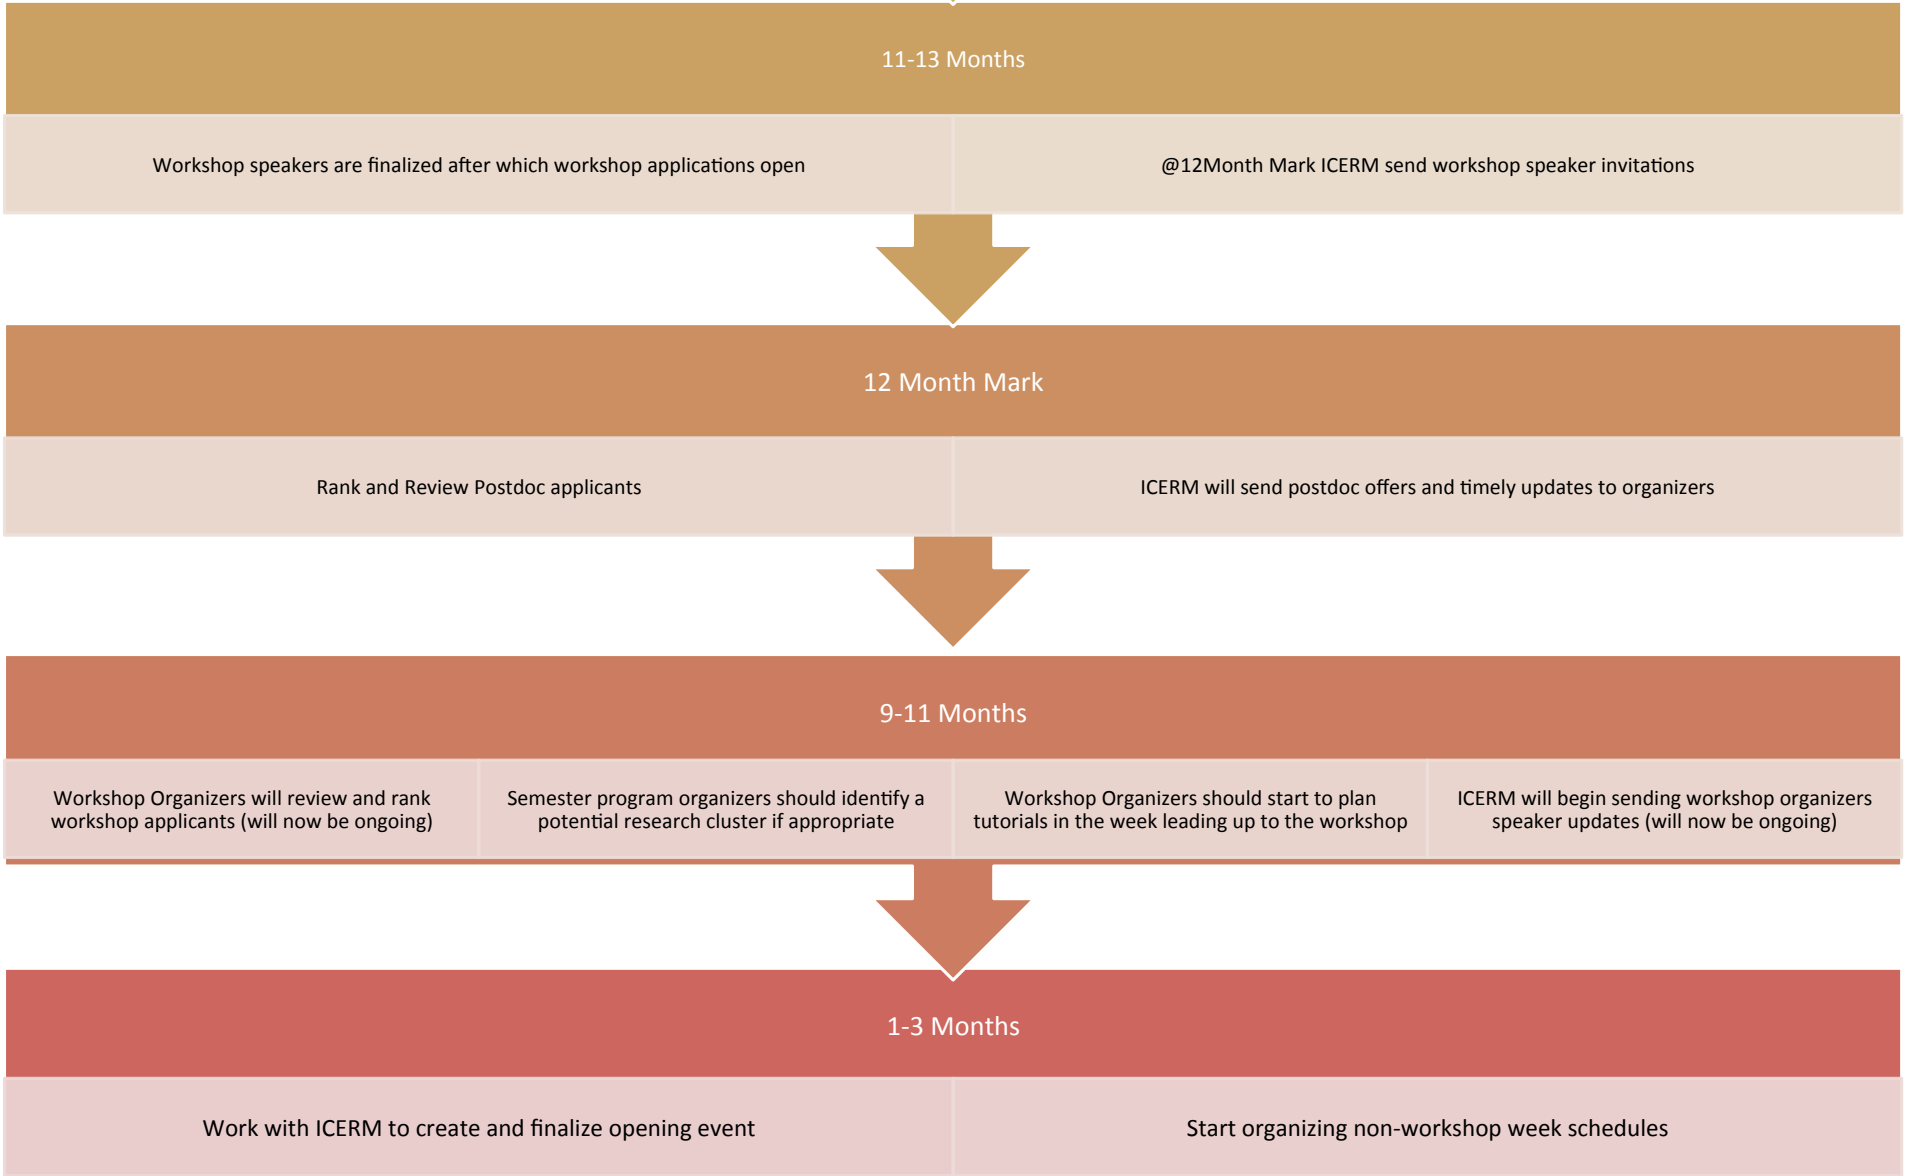 11-13 Months
Workshop speakers are finalized after which workshop applications open
@12Month Mark ICERM send workshop speaker invitations
12 Month Mark
Rank and Review Postdoc applicants
ICERM will send postdoc offers and timely updates to organizers
9-11 Months
Workshop Organizers will review and rank
workshop applicants (will now be ongoing)
Semester program organizers should identify a
potential research cluster if appropriate
Workshop Organizers should start to plan
tutorials in the week leading up to the workshop
ICERM will begin sending workshop organizers
speaker updates (will now be ongoing)
1-3 Months
Work with ICERM to create and finalize opening event
Start organizing non-workshop week schedules